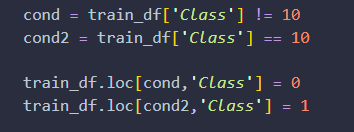 cond = train_df['Class'] != 10
cond2 = train_df['Class'] == 10
train_df.loc[cond,'Class'] = 0
train_df.loc[cond2,'Class'] = 1